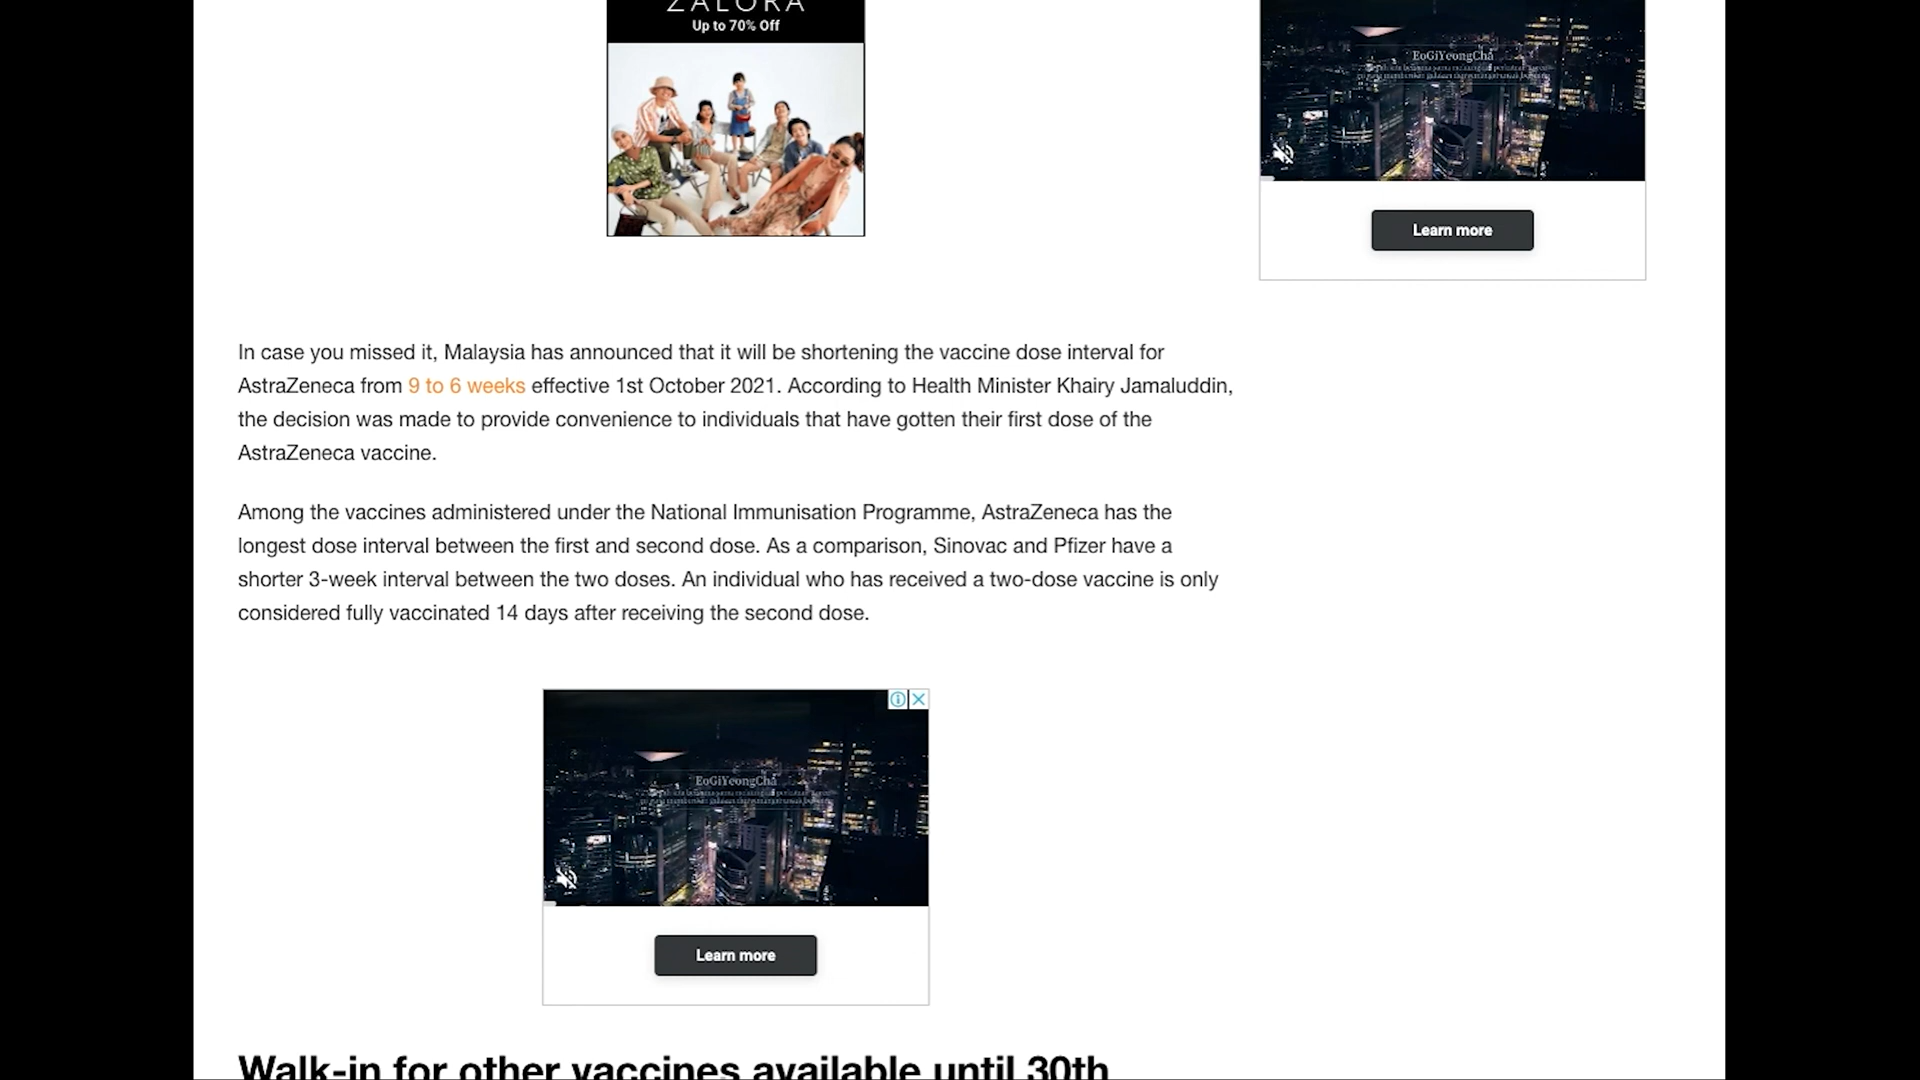 ZALORA
Up to 70% Off
EoGiYeongCha
Learn more
In case you missed it, Malaysia has announced that it will be shortening the vaccine dose interval for
AstraZeneca from 9 to 6 weeks effective 1st October 2021. According to Health Minister Khairy Jamaluddin,
the decision was made to provide convenience to individuals that have gotten their first dose of the
AstraZeneca vaccine.
Among the vaccines administered under the National Immunisation Programme, AstraZeneca has the
longest dose interval between the first and second dose. As a comparison, Sinovac and Pfizer have a
shorter 3-week interval between the two doses. An individual who has received a two-dose vaccine is only
considered fully vaccinated 14 days after receiving the second dose.
EoGiYeongCha
Learn more
Walk-in for other vaccines available until 30th